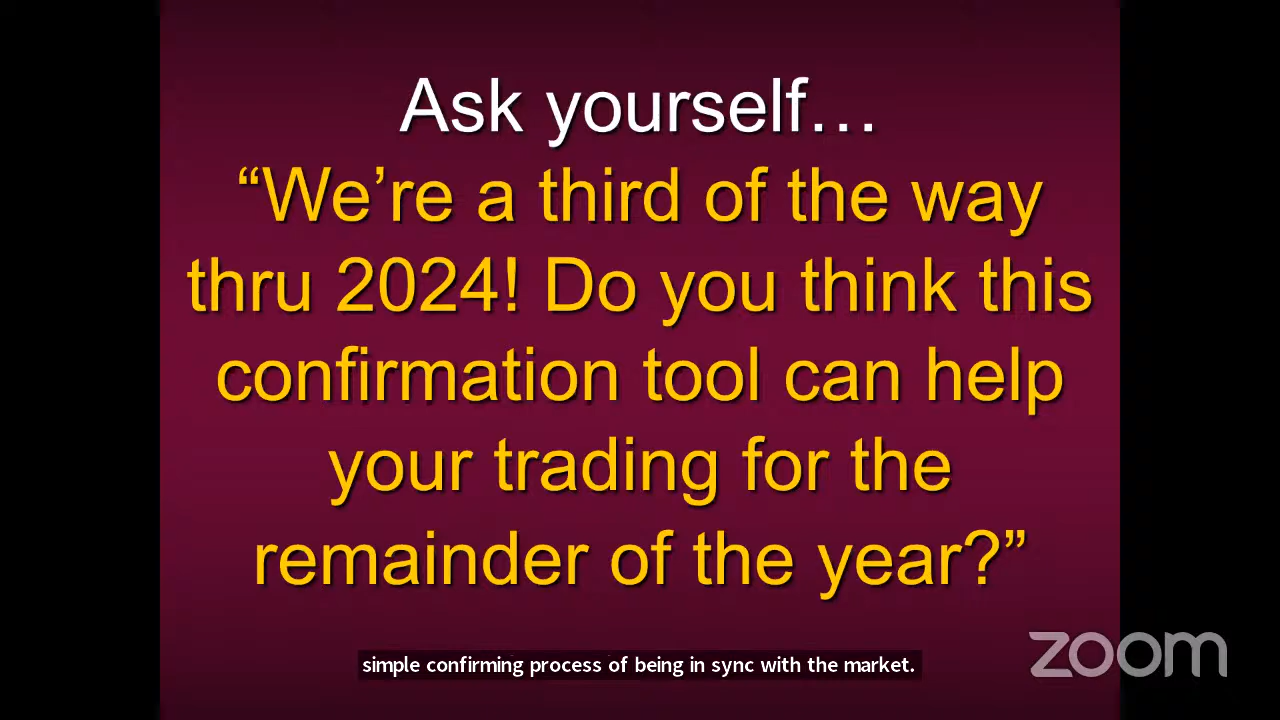 Ask yourself…
“We’re a third of the way
thru 2024! Do you think this
confirmation tool can help
your trading for the
remainder of the year?”
zoom
simple confirming process of being in sync with the market.